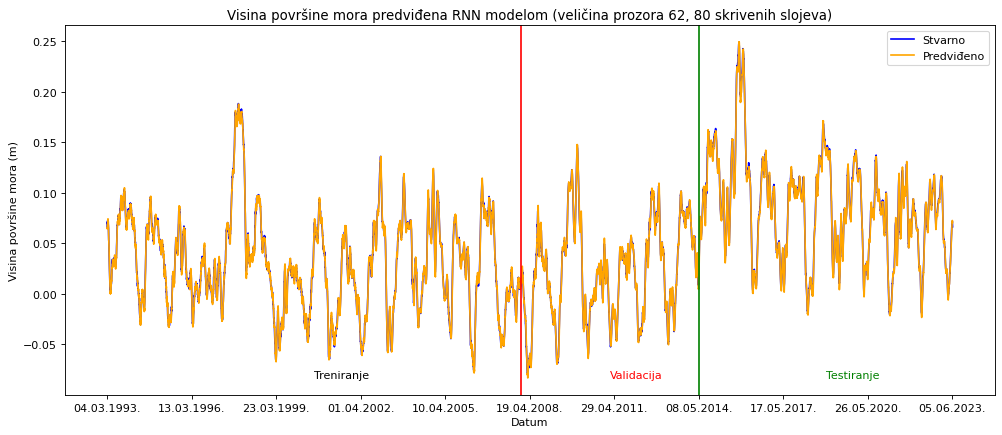 Visina površine mora predviđena RNN modelom (veličina prozora 62, 80 skrivenih slojeva)
Stvarno
Predviđeno
Visina površine mora (m)
0.25
0.20
0.15
0.10
0.05
0.00
−0.05
Treniranje
Validacija
Testiranje
04.03.1993.
13.03.1996.
23.03.1999.
01.04.2002.
10.04.2005.
19.04.2008.
29.04.2011.
08.05.2014.
17.05.2017.
26.05.2020.
05.06.2023.
Datum